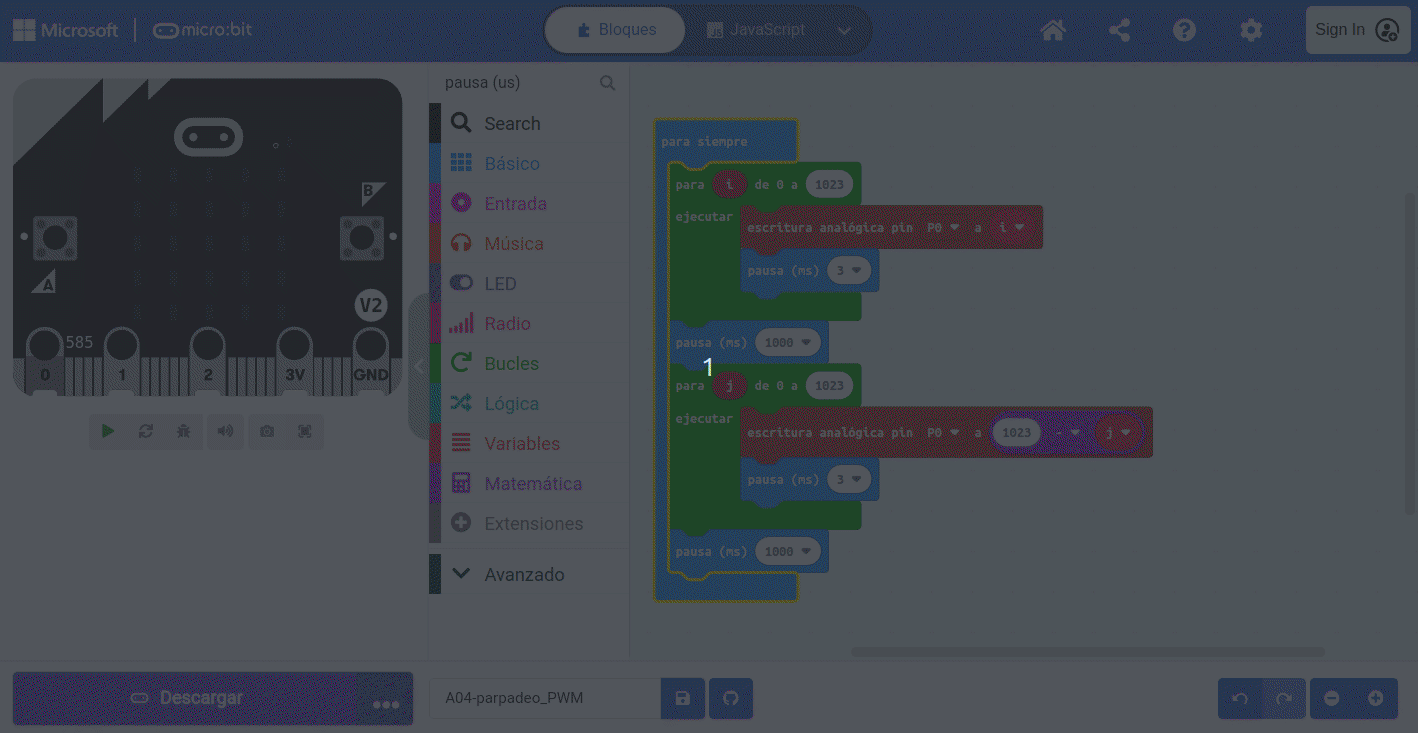 Microsoft | micro:bit
Bloques
JavaScript
Sign In
pausa (us)
Search
Básico
Entrada
Música
LED
Radio
Bucles
Lógica
Variables
Matemática
Extensiones
Avanzado
B
A
V2
585
0 1 2 3V GND
para siempre
para i de 0 a 1023
ejecutar
escritura analógica pin P0 a i
pausa (ms) 3
pausa (ms) 1000
1
para j de 0 a 1023
ejecutar
escritura analógica pin P0 a 1023 - j
pausa (ms) 3
pausa (ms) 1000
Descargar
A04-parpadeo_PWM